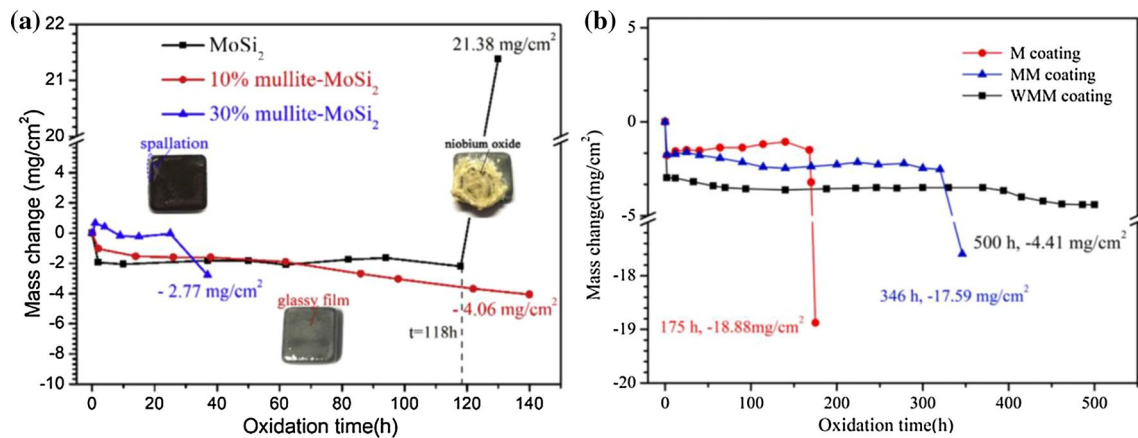 (a)
22
21
20
4
2
0
-2
-4
-6
-8
-10
Mass change (mg/cm²)
MoSi₂
10% mullite-MoSi₂
30% mullite-MoSi₂
21.38 mg/cm²
spallation
niobium oxide
- 2.77 mg/cm²
glassy film
- 4.06 mg/cm²
t=118h
0 20 40 60 80 100 120 140
Oxidation time(h)
(b)
5
0
-5
-18
-19
-20
Mass change(mg/cm²)
M coating
MM coating
WMM coating
500 h, -4.41 mg/cm²
346 h, -17.59 mg/cm²
175 h, -18.88mg/cm²
0 100 200 300 400 500
Oxidation time(h)